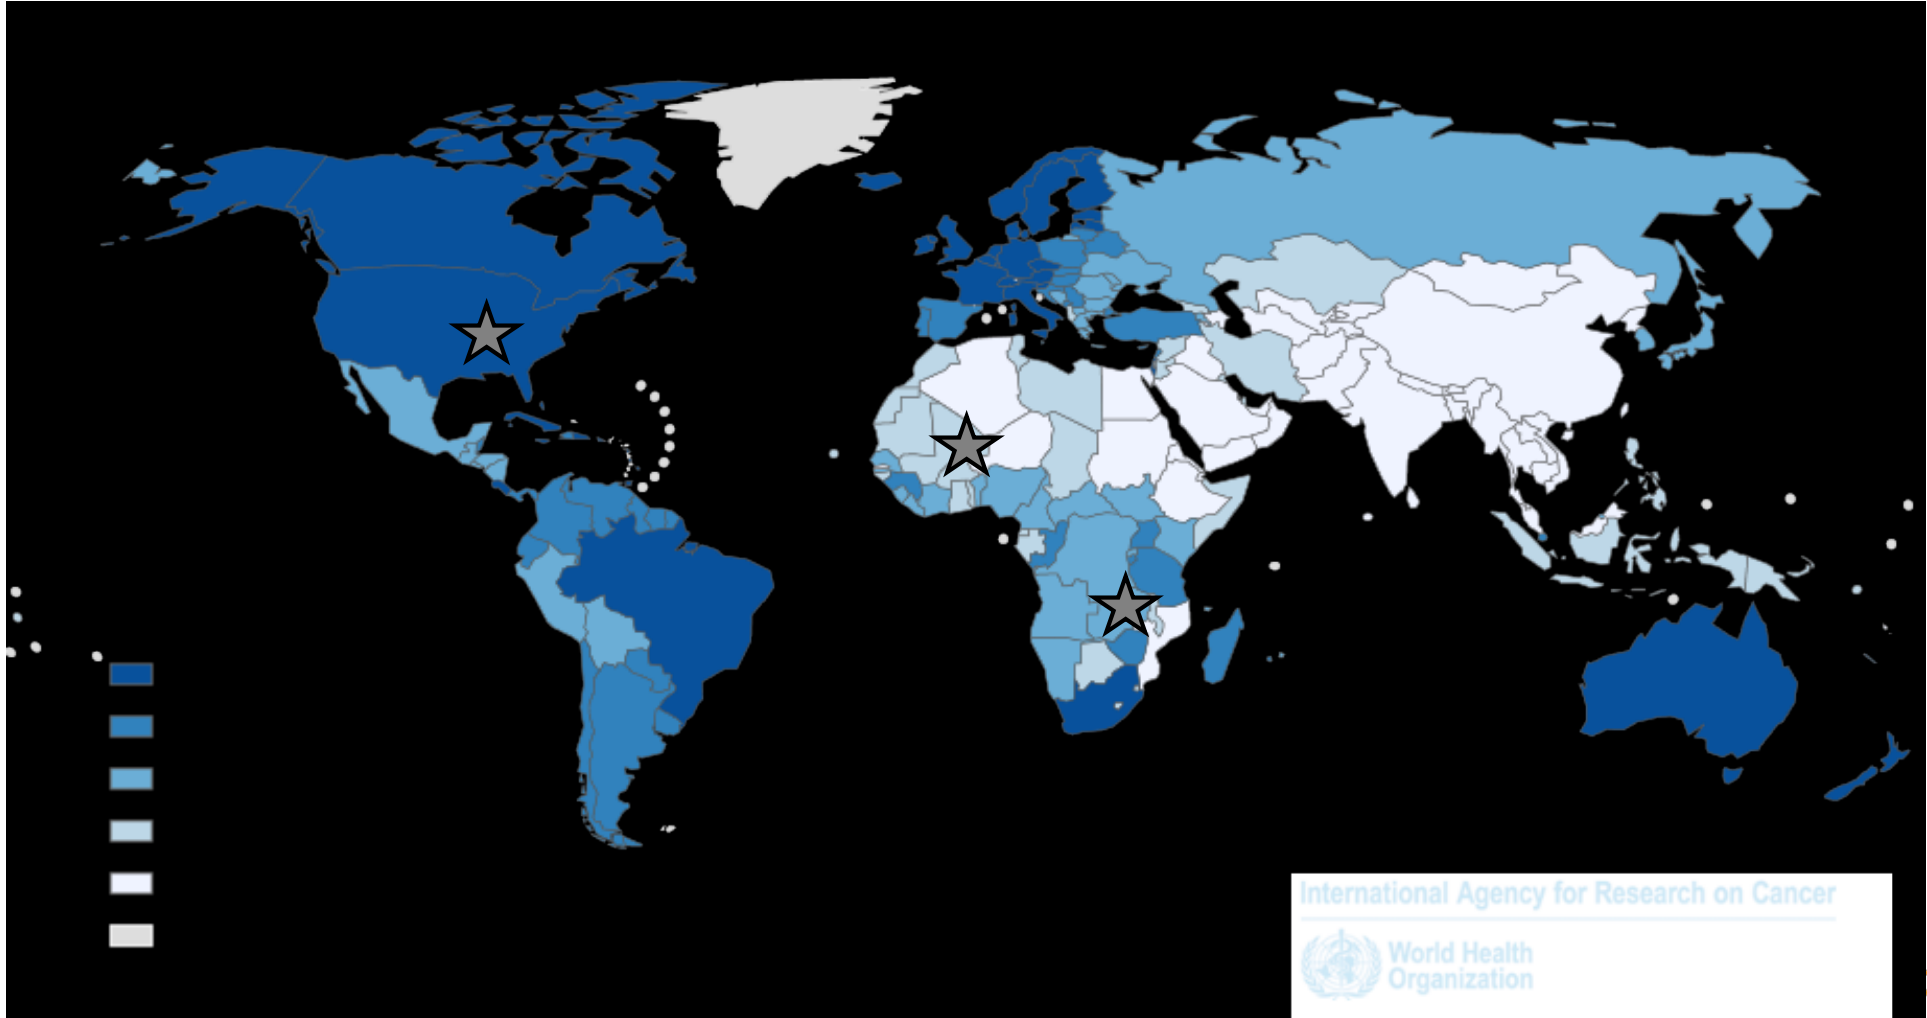 International Agency for Research on Cancer
World Health
Organization